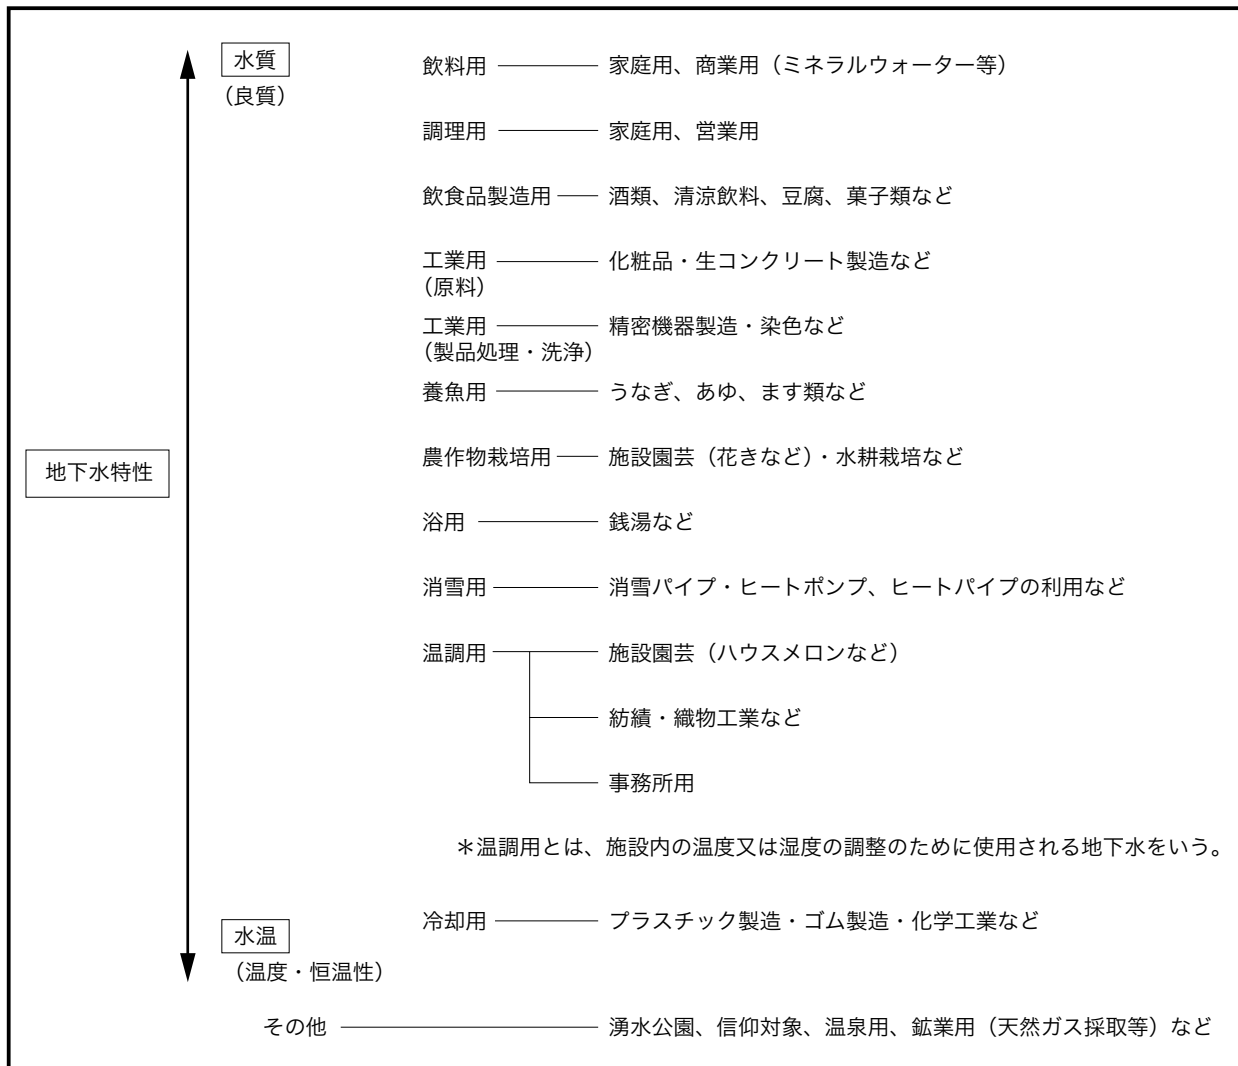 水質
（良質）
飲料用 家庭用、商業用（ミネラルウォーター等）
調理用 家庭用、営業用
飲食品製造用 酒類、清涼飲料、豆腐、菓子類など
工業用 化粧品・生コンクリート製造など
（原料）
工業用 精密機器製造・染色など
（製品処理・洗浄）
養魚用 うなぎ、あゆ、ます類など
農作物栽培用 施設園芸（花きなど）・水耕栽培など
地下水特性
浴用 銭湯など
消雪用 消雪パイプ・ヒートポンプ、ヒートパイプの利用など
温調用 施設園芸（ハウスメロンなど）
紡績・織物工業など
事務所用
＊温調用とは、施設内の温度又は湿度の調整のために使用される地下水をいう。
冷却用 プラスチック製造・ゴム製造・化学工業など
水温
（温度・恒温性）
その他 湧水公園、信仰対象、温泉用、鉱業用（天然ガス採取等）など